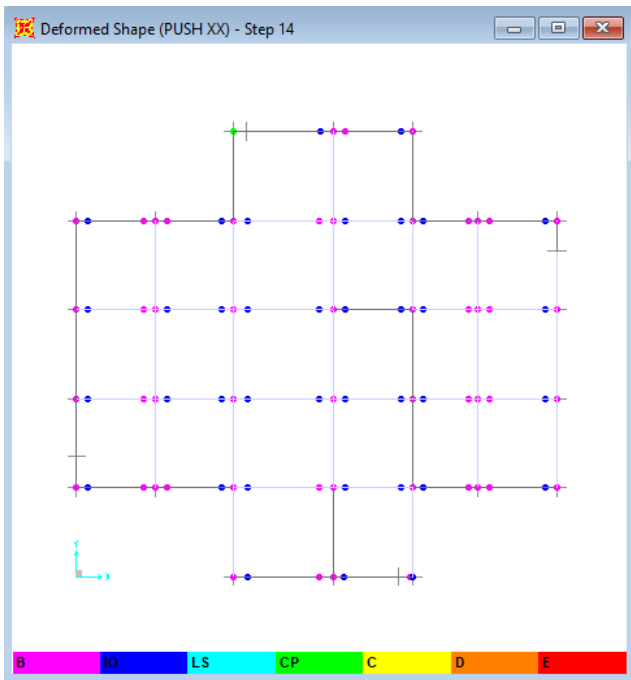 Deformed Shape (PUSH XX) - Step 14
Y
X
B IO LS CP C D E